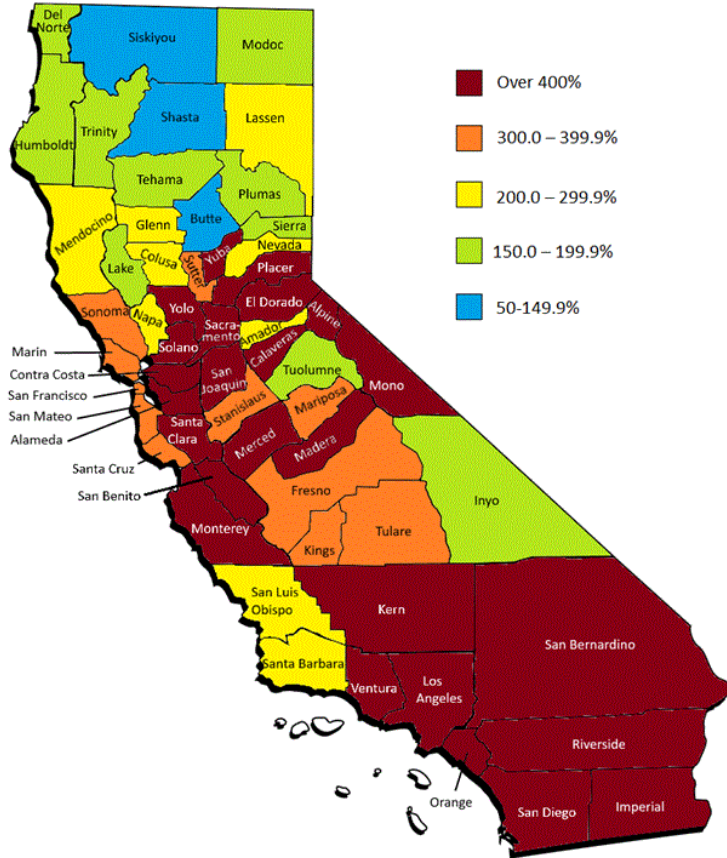 Del
Norte
Siskiyou
Modoc
Humboldt
Trinity
Shasta
Lassen
Tehama
Plumas
Mendocino
Glenn
Butte
Sierra
Lake
Colusa
Sutter
Yuba
Nevada
Placer
Sonoma
Napa
Yolo
El Dorado
Alpine
Solano
Sacra-
mento
Amador
Calaveras
Marin
Contra Costa
San Francisco
San Mateo
Alameda
Santa Cruz
San Benito
San
Joaquin
Tuolumne
Mono
Stanislaus
Mariposa
Santa
Clara
Merced
Madera
Monterey
Fresno
Kings
Tulare
Inyo
San Luis
Obispo
Kern
San Bernardino
Santa Barbara
Ventura
Los
Angeles
Orange
Riverside
San Diego
Imperial
Over 400%
300.0 – 399.9%
200.0 – 299.9%
150.0 – 199.9%
50-149.9%